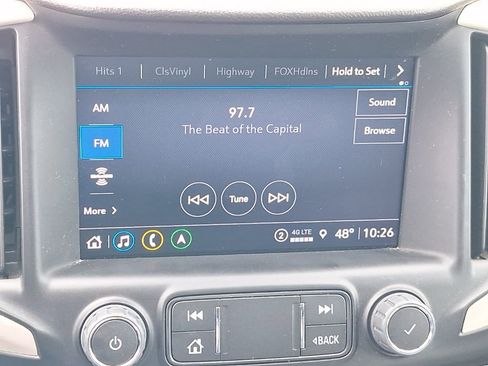 Hits 1 ClsVinyl Highway FOXHdlns Hold to Set
AM
97.7
Sound
The Beat of the Capital
Browse
FM
Tune
More
2 4G LTE 48° 10:26
BACK